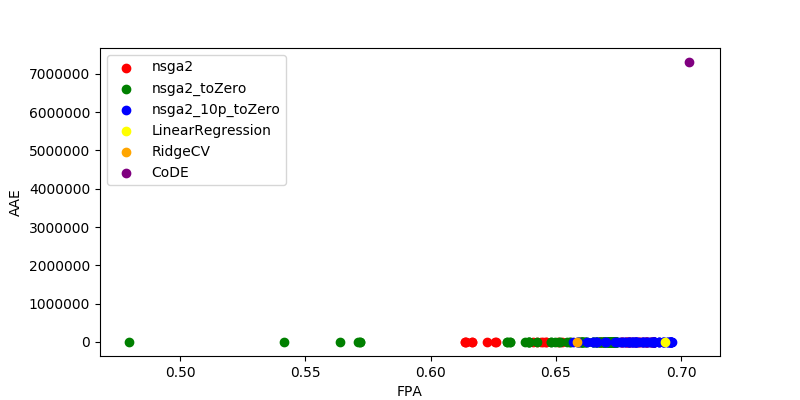 nsga2
nsga2_toZero
nsga2_10p_toZero
LinearRegression
RidgeCV
CoDE
7000000
6000000
5000000
4000000
3000000
2000000
1000000
0
AAE
0.50
0.55
0.60
0.65
0.70
FPA